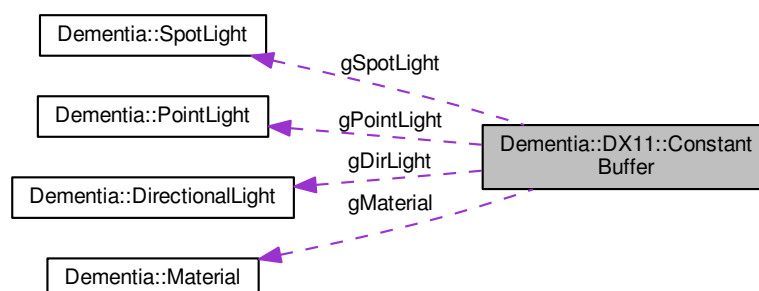 Dementia::SpotLight
gSpotLight
Dementia::PointLight
gPointLight
Dementia::DX11::Constant
Buffer
gDirLight
Dementia::DirectionalLight
gMaterial
Dementia::Material